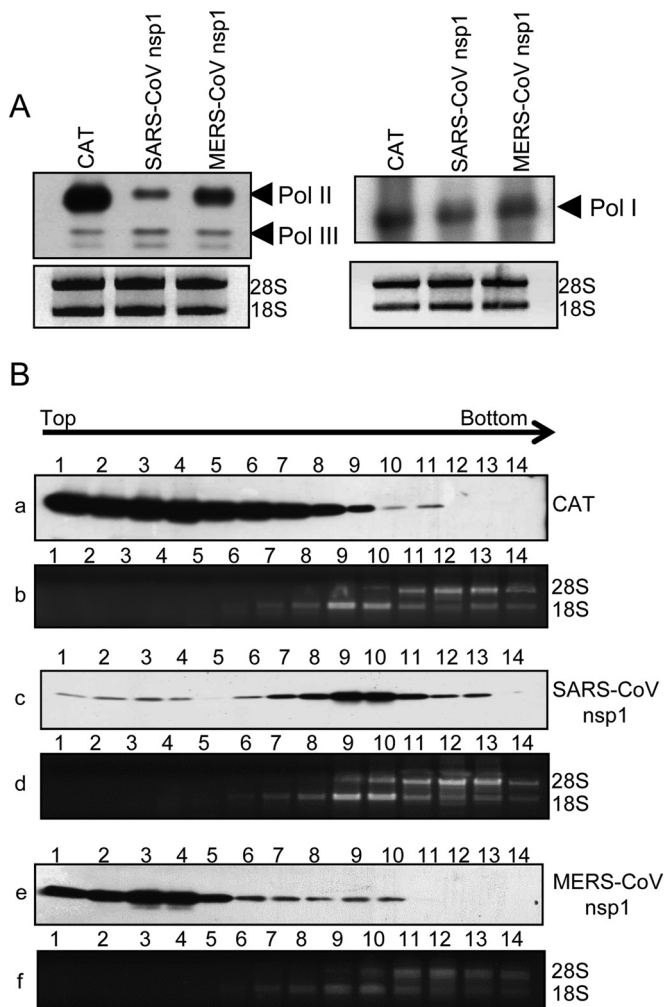 A
CAT
SARS-CoV nsp1
MERS-CoV nsp1
CAT
SARS-CoV nsp1
MERS-CoV nsp1
Pol II
Pol III
Pol I
28S
18S
28S
18S
B
Top Bottom
1 2 3 4 5 6 7 8 9 10 11 12 13 14
a CAT
1 2 3 4 5 6 7 8 9 10 11 12 13 14
b 28S
18S
1 2 3 4 5 6 7 8 9 10 11 12 13 14
c SARS-CoV
nsp1
1 2 3 4 5 6 7 8 9 10 11 12 13 14
d 28S
18S
1 2 3 4 5 6 7 8 9 10 11 12 13 14
e MERS-CoV
nsp1
1 2 3 4 5 6 7 8 9 10 11 12 13 14
f 28S
18S